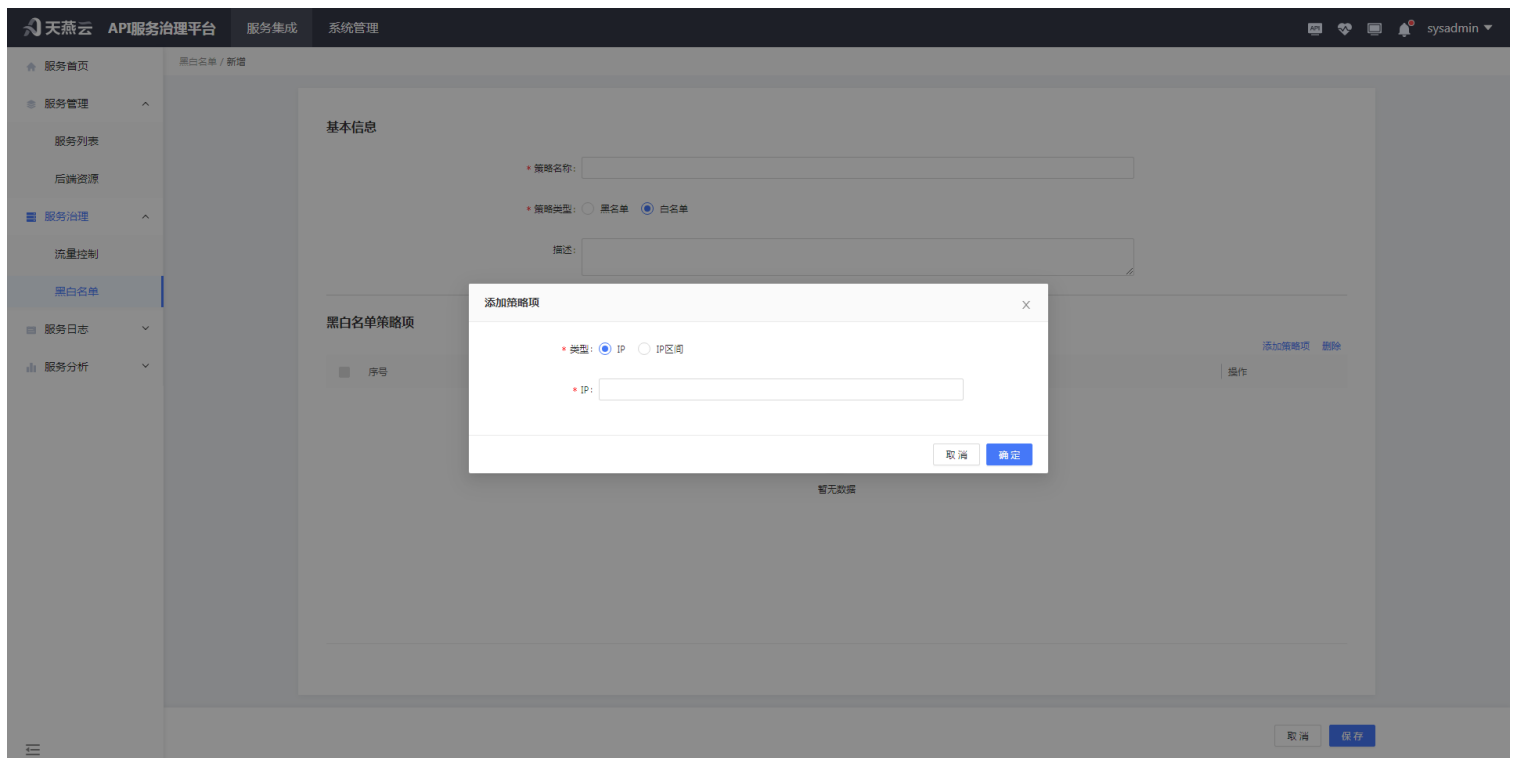 天燕云 API服务治理平台 服务集成 系统管理 API sysadmin
服务首页
黑白名单 / 新增
服务管理
服务列表
后端资源
服务治理
流量控制
黑白名单
服务日志
服务分析
基本信息
* 策略名称:
* 策略类型: 黑名单 白名单
描述:
黑白名单策略项
添加策略项 删除
序号 操作
暂无数据
添加策略项
* 类型: IP IP区间
* IP:
取消 确定
取消 保存